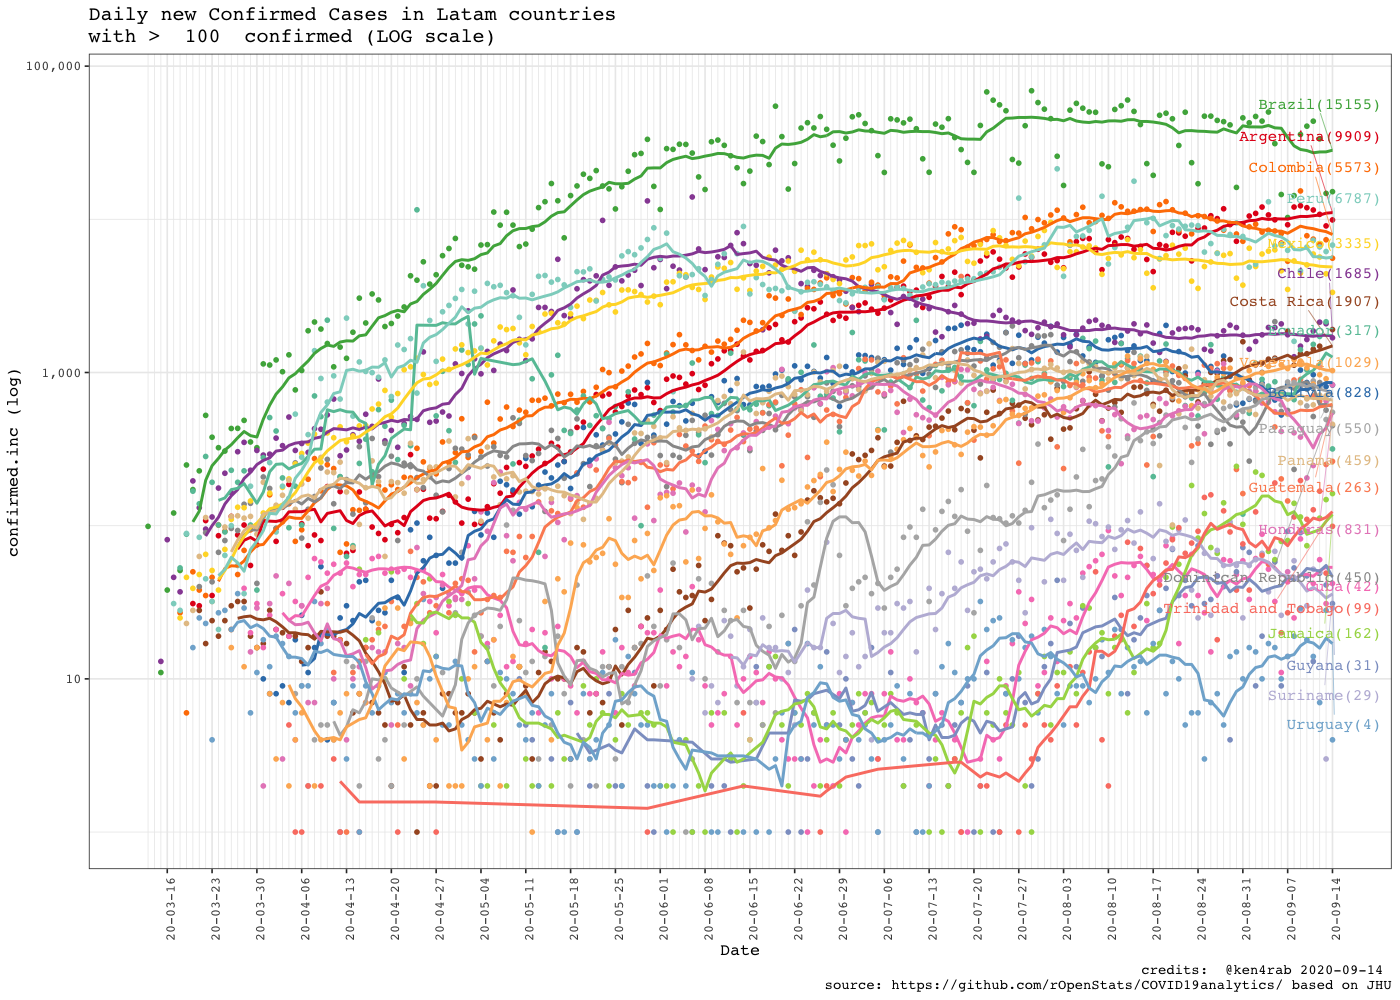 Daily new Confirmed Cases in Latam countries
with >  100  confirmed (LOG scale)
100,000
1,000
10
confirmed.inc (log)
Brazil(15155)
Argentina(9909)
Colombia(5573)
Peru(6787)
Mexico(3335)
Chile(1685)
Costa Rica(1907)
Ecuador(317)
Bolivia(828)
Paraguay(550)
Panama(459)
Guatemala(263)
Honduras(831)
Dominican Republic(450)
Cuba(42)
Trinidad and Tobago(99)
Jamaica(162)
Guyana(31)
Suriname(29)
Uruguay(4)
20-03-16
20-03-23
20-03-30
20-04-06
20-04-13
20-04-20
20-04-27
20-05-04
20-05-11
20-05-18
20-05-25
20-06-01
20-06-08
20-06-15
20-06-22
20-06-29
20-07-06
20-07-13
20-07-20
20-07-27
20-08-03
20-08-10
20-08-17
20-08-24
20-08-31
20-09-07
20-09-14
Date
credits:  @ken4rab 2020-09-14
source: https://github.com/rOpenStats/COVID19analytics/ based on JHU